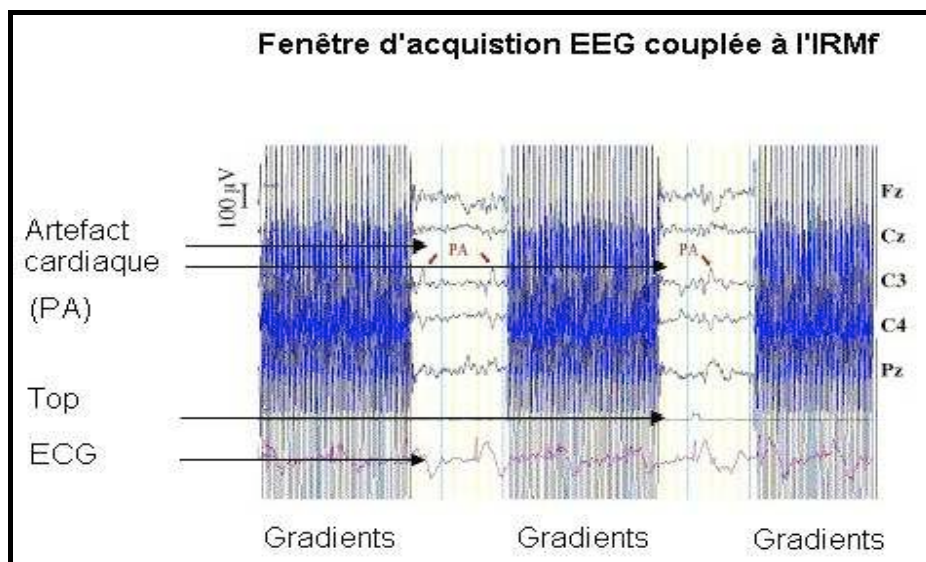 Fenêtre d'acquistion EEG couplée à l'IRMf
100 µV
Fz
Artefact
cardiaque
(PA)
Cz
PA
PA
C3
C4
Pz
Top
ECG
Gradients
Gradients
Gradients